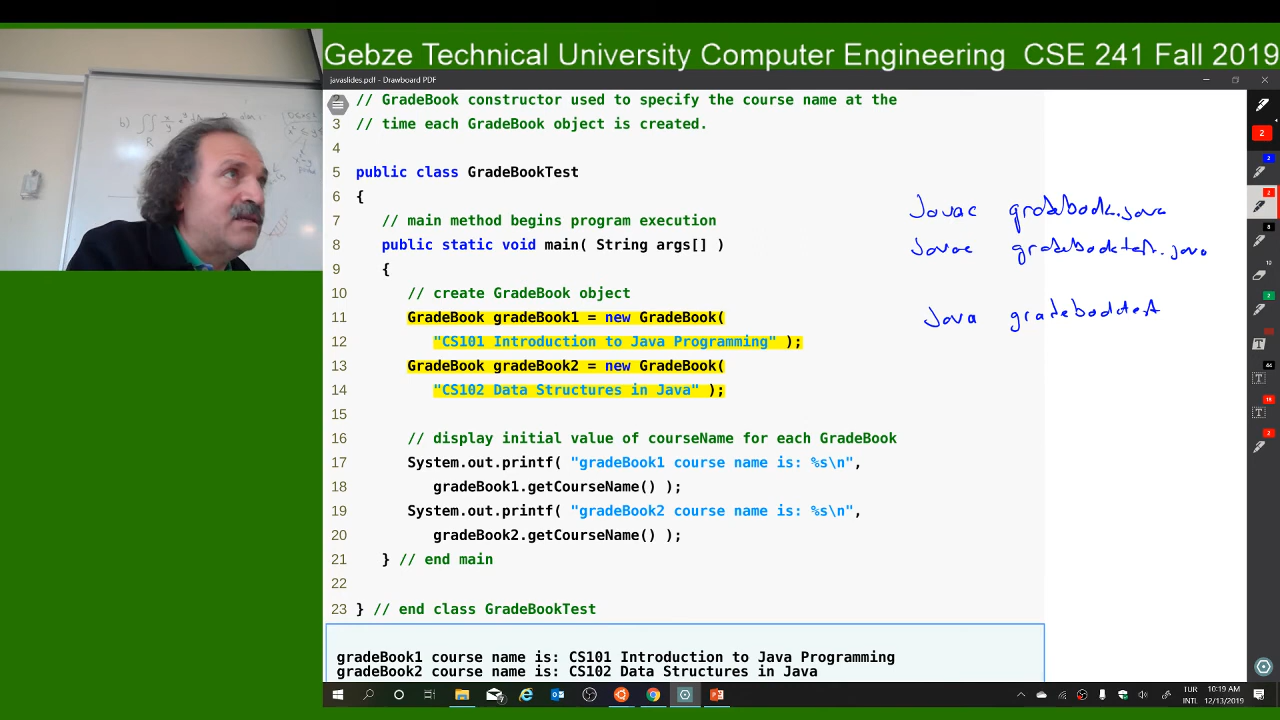 Gebze Technical University Computer Engineering CSE 241 Fall 2019
javaslides.pdf - Drawboard PDF
// GradeBook constructor used to specify the course name at the
3 // time each GradeBook object is created.
4
5 public class GradeBookTest
6 {
7 // main method begins program execution
8 public static void main( String args[] )
9 {
10 // create GradeBook object
11 GradeBook gradeBook1 = new GradeBook(
12 "CS101 Introduction to Java Programming" );
13 GradeBook gradeBook2 = new GradeBook(
14 "CS102 Data Structures in Java" );
15
16 // display initial value of courseName for each GradeBook
17 System.out.printf( "gradeBook1 course name is: %s\n",
18 gradeBook1.getCourseName() );
19 System.out.printf( "gradeBook2 course name is: %s\n",
20 gradeBook2.getCourseName() );
21 } // end main
22
23 } // end class GradeBookTest
Javac gradebook.java
Javac gradebooktest.java
Java gradebooktest
gradeBook1 course name is: CS101 Introduction to Java Programming
gradeBook2 course name is: CS102 Data Structures in Java
TUR
INTL
10:19 AM
12/13/2019